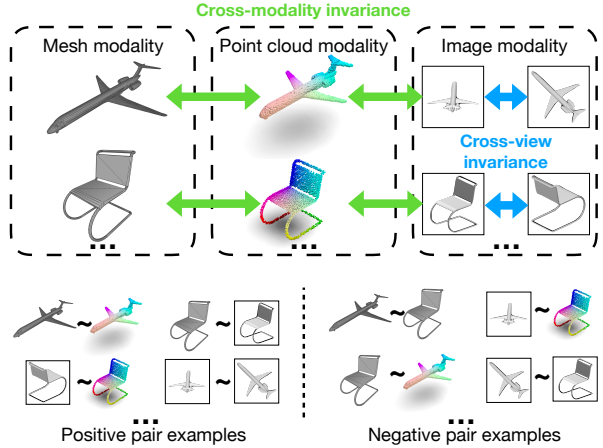 Cross-modality invariance
Mesh modality
Point cloud modality
Image modality
Cross-view
invariance
...
...
...
~
~
~
~
~
~
~
~
...
...
Positive pair examples
Negative pair examples